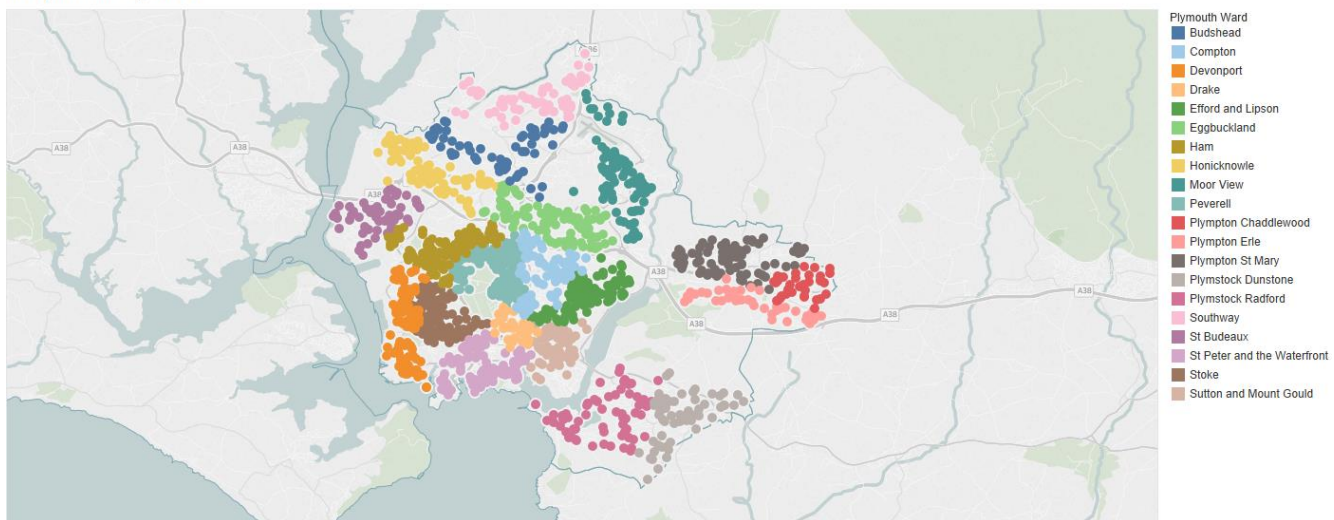 Plymouth Ward
Budshead
Compton
Devonport
Drake
Efford and Lipson
Eggbuckland
Ham
Honicknowle
Moor View
Peverell
Plympton Chaddlewood
Plympton Erle
Plympton St Mary
Plymstock Dunstone
Plymstock Radford
Southway
St Budeaux
St Peter and the Waterfront
Stoke
Sutton and Mount Gould
A38
A38
A38
A38
A38
A38